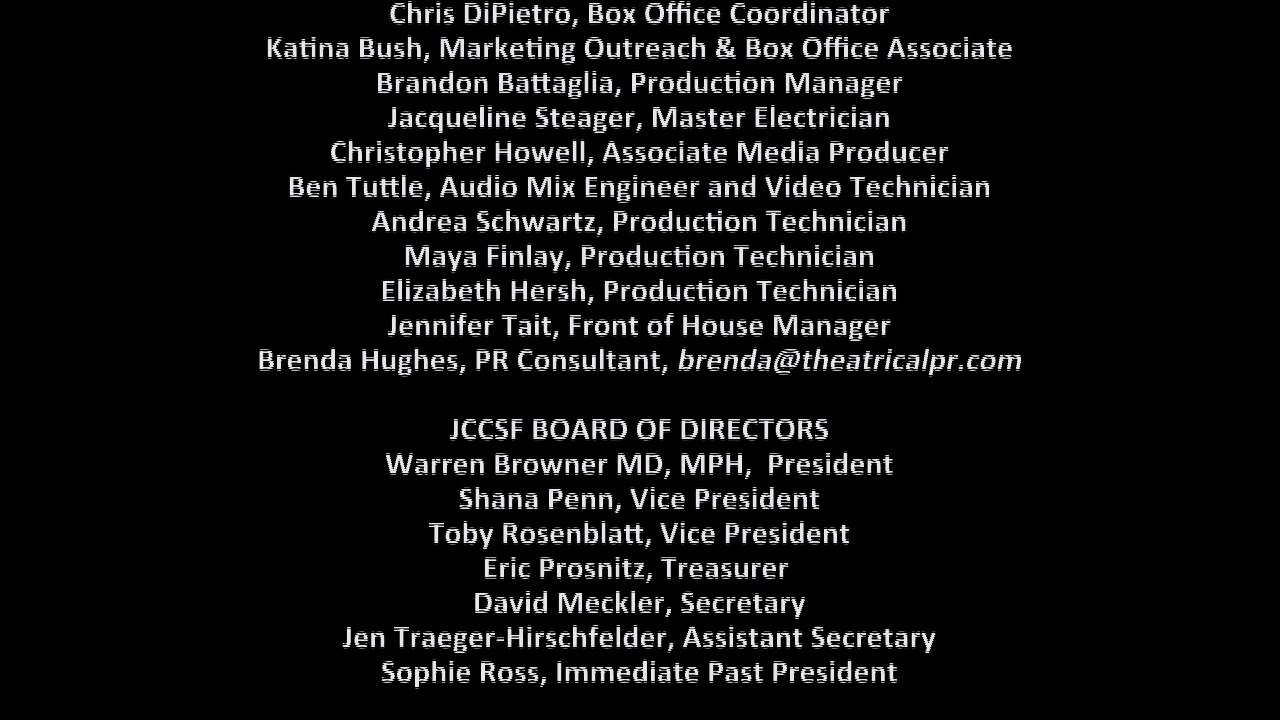 Chris DiPietro, Box Office Coordinator
Katina Bush, Marketing Outreach & Box Office Associate
Brandon Battaglia, Production Manager
Jacqueline Steager, Master Electrician
Christopher Howell, Associate Media Producer
Ben Tuttle, Audio Mix Engineer and Video Technician
Andrea Schwartz, Production Technician
Maya Finlay, Production Technician
Elizabeth Hersh, Production Technician
Jennifer Tait, Front of House Manager
Brenda Hughes, PR Consultant, brenda@theatricalpr.com
JCCSF BOARD OF DIRECTORS
Warren Browner MD, MPH,  President
Shana Penn, Vice President
Toby Rosenblatt, Vice President
Eric Prosnitz, Treasurer
David Meckler, Secretary
Jen Traeger-Hirschfelder, Assistant Secretary
Sophie Ross, Immediate Past President